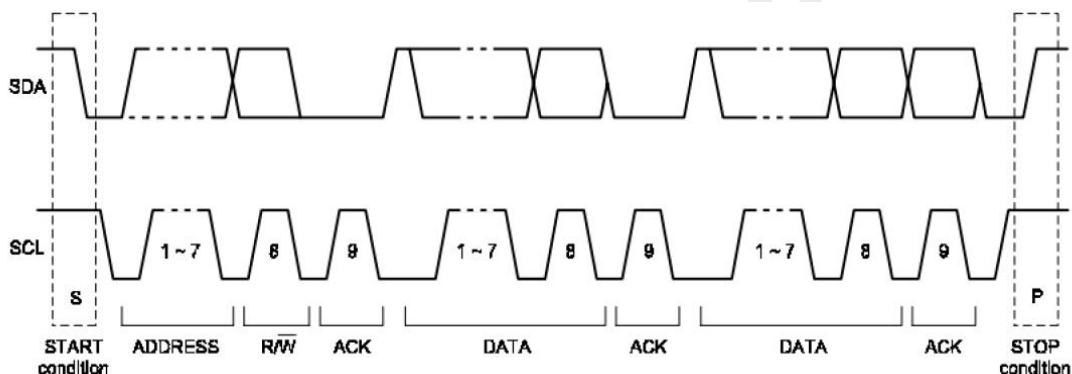 SDA
SCL
1 ~ 7
8
9
1 ~ 7
8
9
1 ~ 7
8
9
S
P
START
condition
ADDRESS
R/W̅
ACK
DATA
ACK
DATA
ACK
STOP
condition